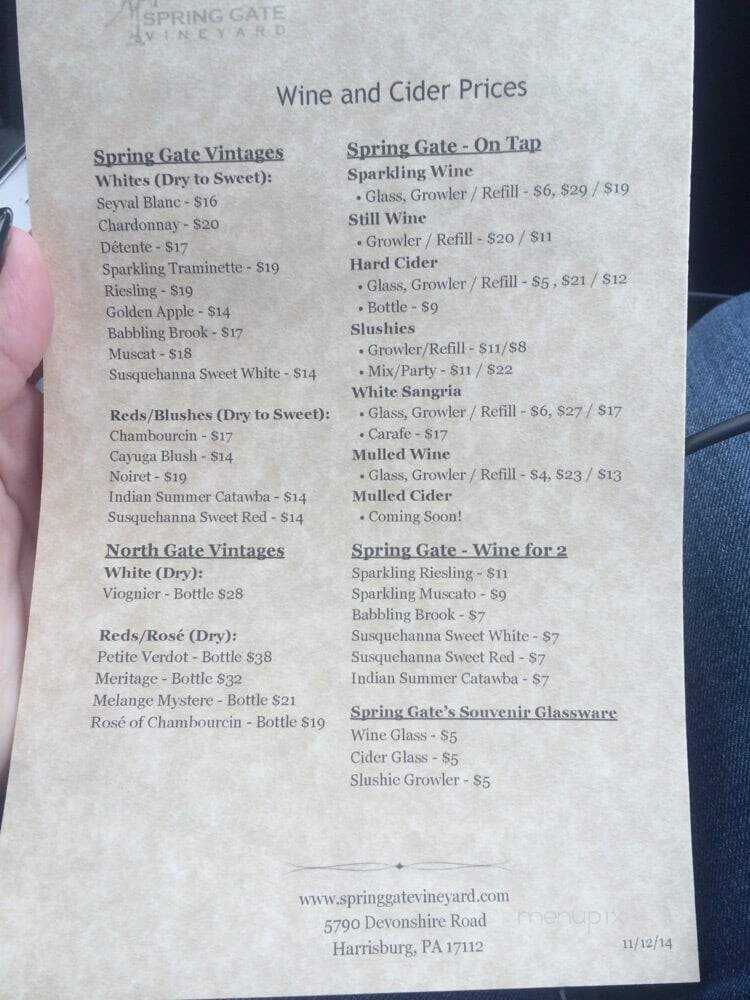 SPRING GATE
VINEYARD
Wine and Cider Prices
Spring Gate Vintages
Whites (Dry to Sweet):
Seyval Blanc - $16
Chardonnay - $20
Détente - $17
Sparkling Traminette - $19
Riesling - $19
Golden Apple - $14
Babbling Brook - $17
Muscat - $18
Susquehanna Sweet White - $14
Reds/Blushes (Dry to Sweet):
Chambourcin - $17
Cayuga Blush - $14
Noiret - $19
Indian Summer Catawba - $14
Susquehanna Sweet Red - $14
North Gate Vintages
White (Dry):
Viognier - Bottle $28
Reds/Rosé (Dry):
Petite Verdot - Bottle $38
Meritage - Bottle $32
Melange Mystere - Bottle $21
Rosé of Chambourcin - Bottle $19
Spring Gate - On Tap
Sparkling Wine
• Glass, Growler / Refill - $6, $29 / $19
Still Wine
• Growler / Refill - $20 / $11
Hard Cider
• Glass, Growler / Refill - $5 , $21 / $12
• Bottle - $9
Slushies
• Growler/Refill - $11/$8
• Mix/Party - $11 / $22
White Sangria
• Glass, Growler / Refill - $6, $27 / $17
• Carafe - $17
Mulled Wine
• Glass, Growler / Refill - $4, $23 / $13
Mulled Cider
• Coming Soon!
Spring Gate - Wine for 2
Sparkling Riesling - $11
Sparkling Muscato - $9
Babbling Brook - $7
Susquehanna Sweet White - $7
Susquehanna Sweet Red - $7
Indian Summer Catawba - $7
Spring Gate's Souvenir Glassware
Wine Glass - $5
Cider Glass - $5
Slushie Growler - $5
www.springgatevineyard.com
5790 Devonshire Road
Harrisburg, PA 17112
menupix
11/12/14